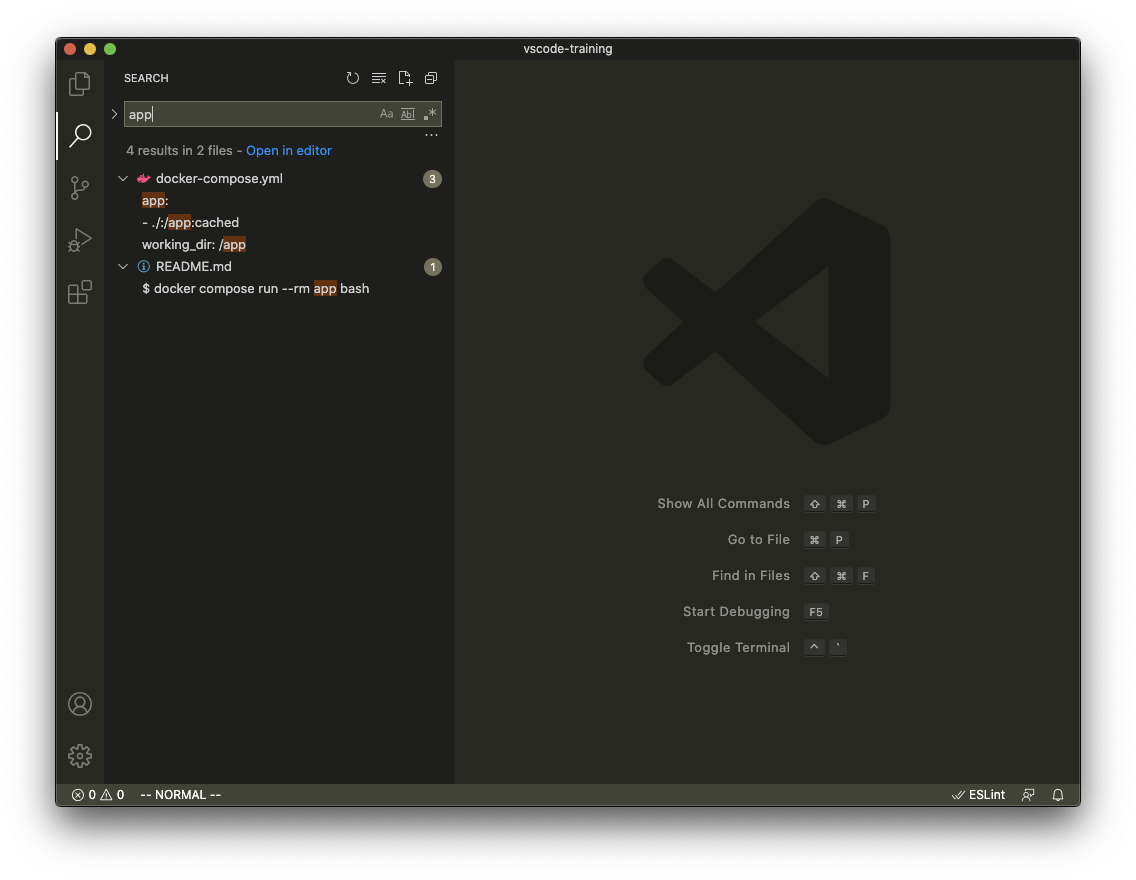 vscode-training
SEARCH
app
Aa Abl .*
...
4 results in 2 files - Open in editor
docker-compose.yml 3
app:
- ./:/app:cached
working_dir: /app
README.md 1
$ docker compose run --rm app bash
Show All Commands ⇧ ⌘ P
Go to File ⌘ P
Find in Files ⇧ ⌘ F
Start Debugging F5
Toggle Terminal ^ `
0 0 -- NORMAL -- ESLint